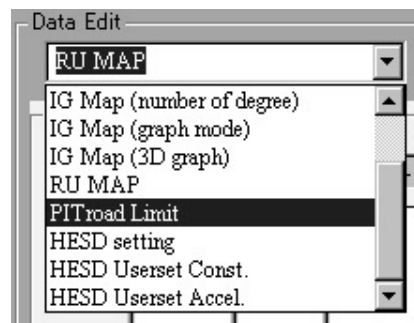 Data Edit
RU MAP
IG Map (number of degree)
IG Map (graph mode)
IG Map (3D graph)
RU MAP
PITroad Limit
HESD setting
HESD Userset Const.
HESD Userset Accel.